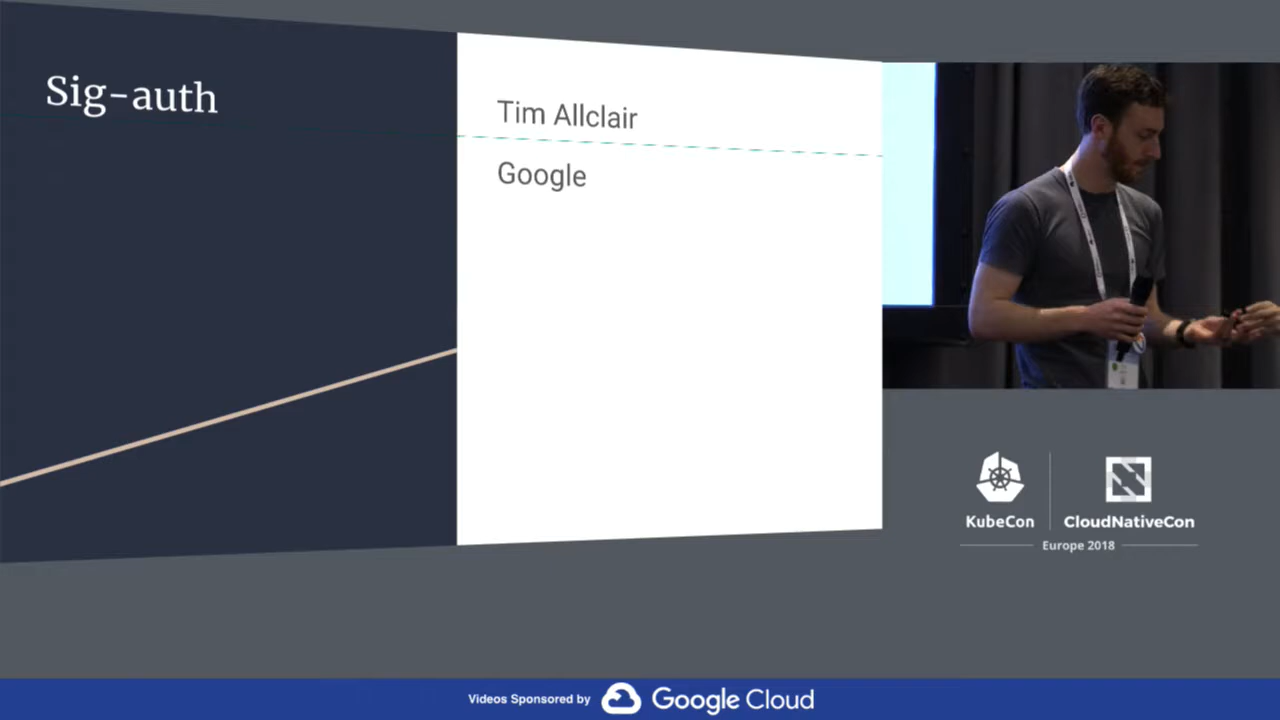 Sig-auth
Tim Allclair
Google
KubeCon
CloudNativeCon
Europe 2018
Videos Sponsored by Google Cloud